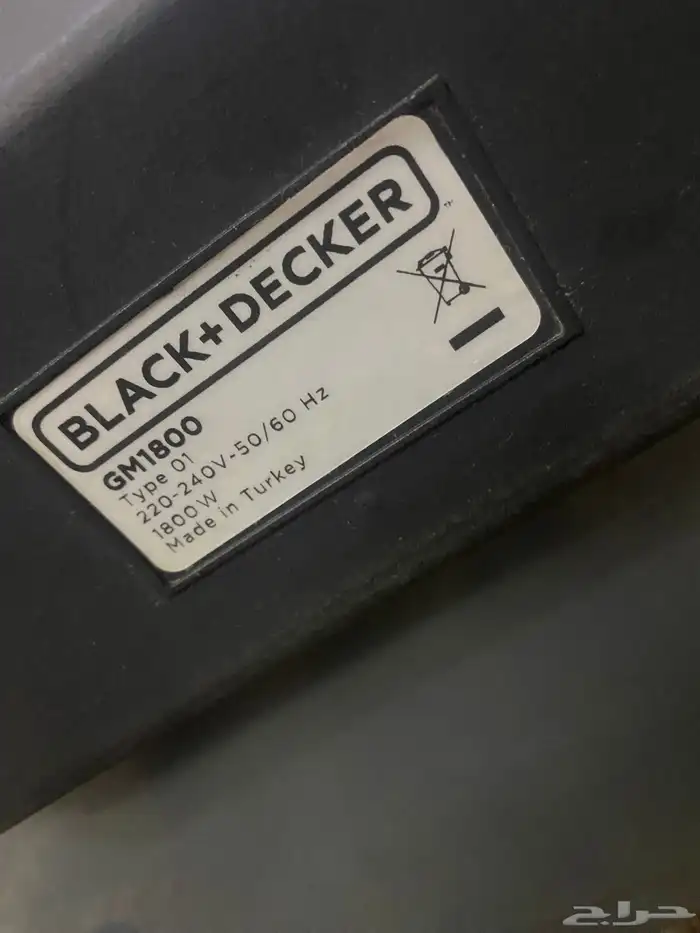 BLACK+DECKER
GM1800
Type 01
220-240V-50/60 Hz
1800 W
Made in Turkey
حراج